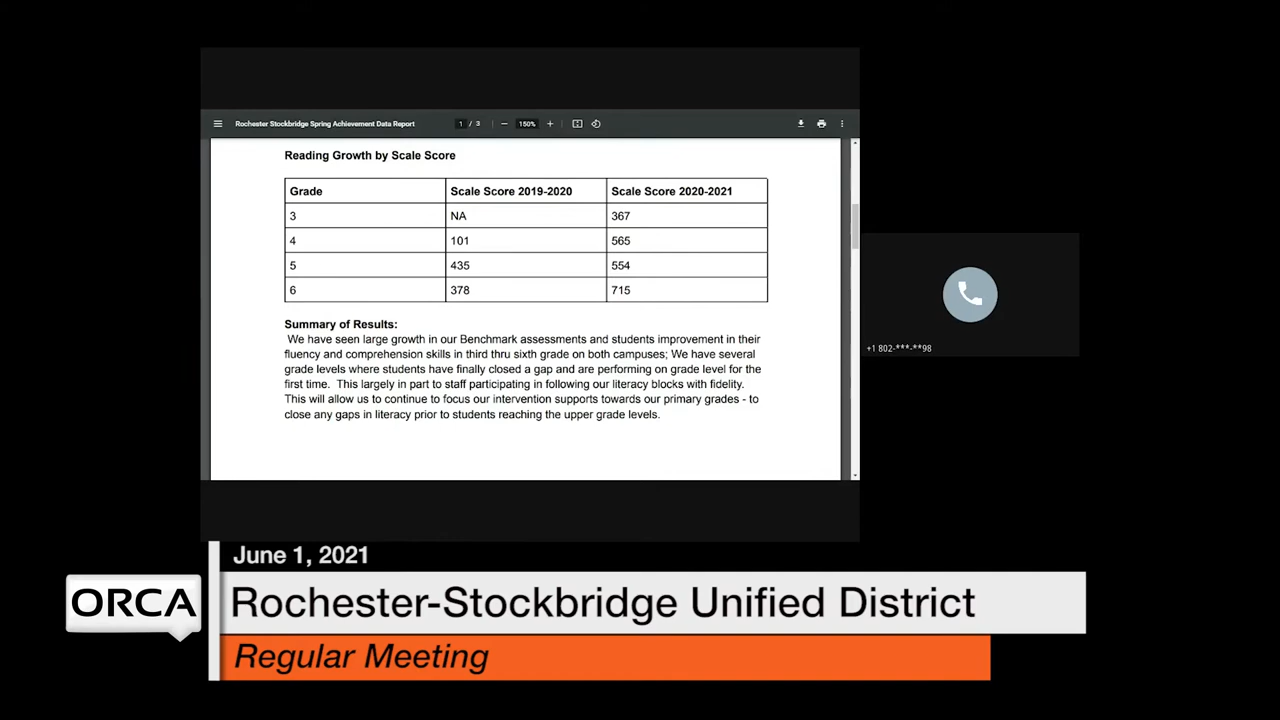 Rochester Stockbridge Spring Achievement Data Report 1 / 3 — 150% +
Reading Growth by Scale Score
Grade Scale Score 2019-2020 Scale Score 2020-2021
3 NA 367
4 101 565
5 435 554
6 378 715
Summary of Results:
We have seen large growth in our Benchmark assessments and students improvement in their
fluency and comprehension skills in third thru sixth grade on both campuses; We have several
grade levels where students have finally closed a gap and are performing on grade level for the
first time. This largely in part to staff participating in following our literacy blocks with fidelity.
This will allow us to continue to focus our intervention supports towards our primary grades - to
close any gaps in literacy prior to students reaching the upper grade levels.
+1 802-***-**98
June 1, 2021
ORCA
Rochester-Stockbridge Unified District
Regular Meeting